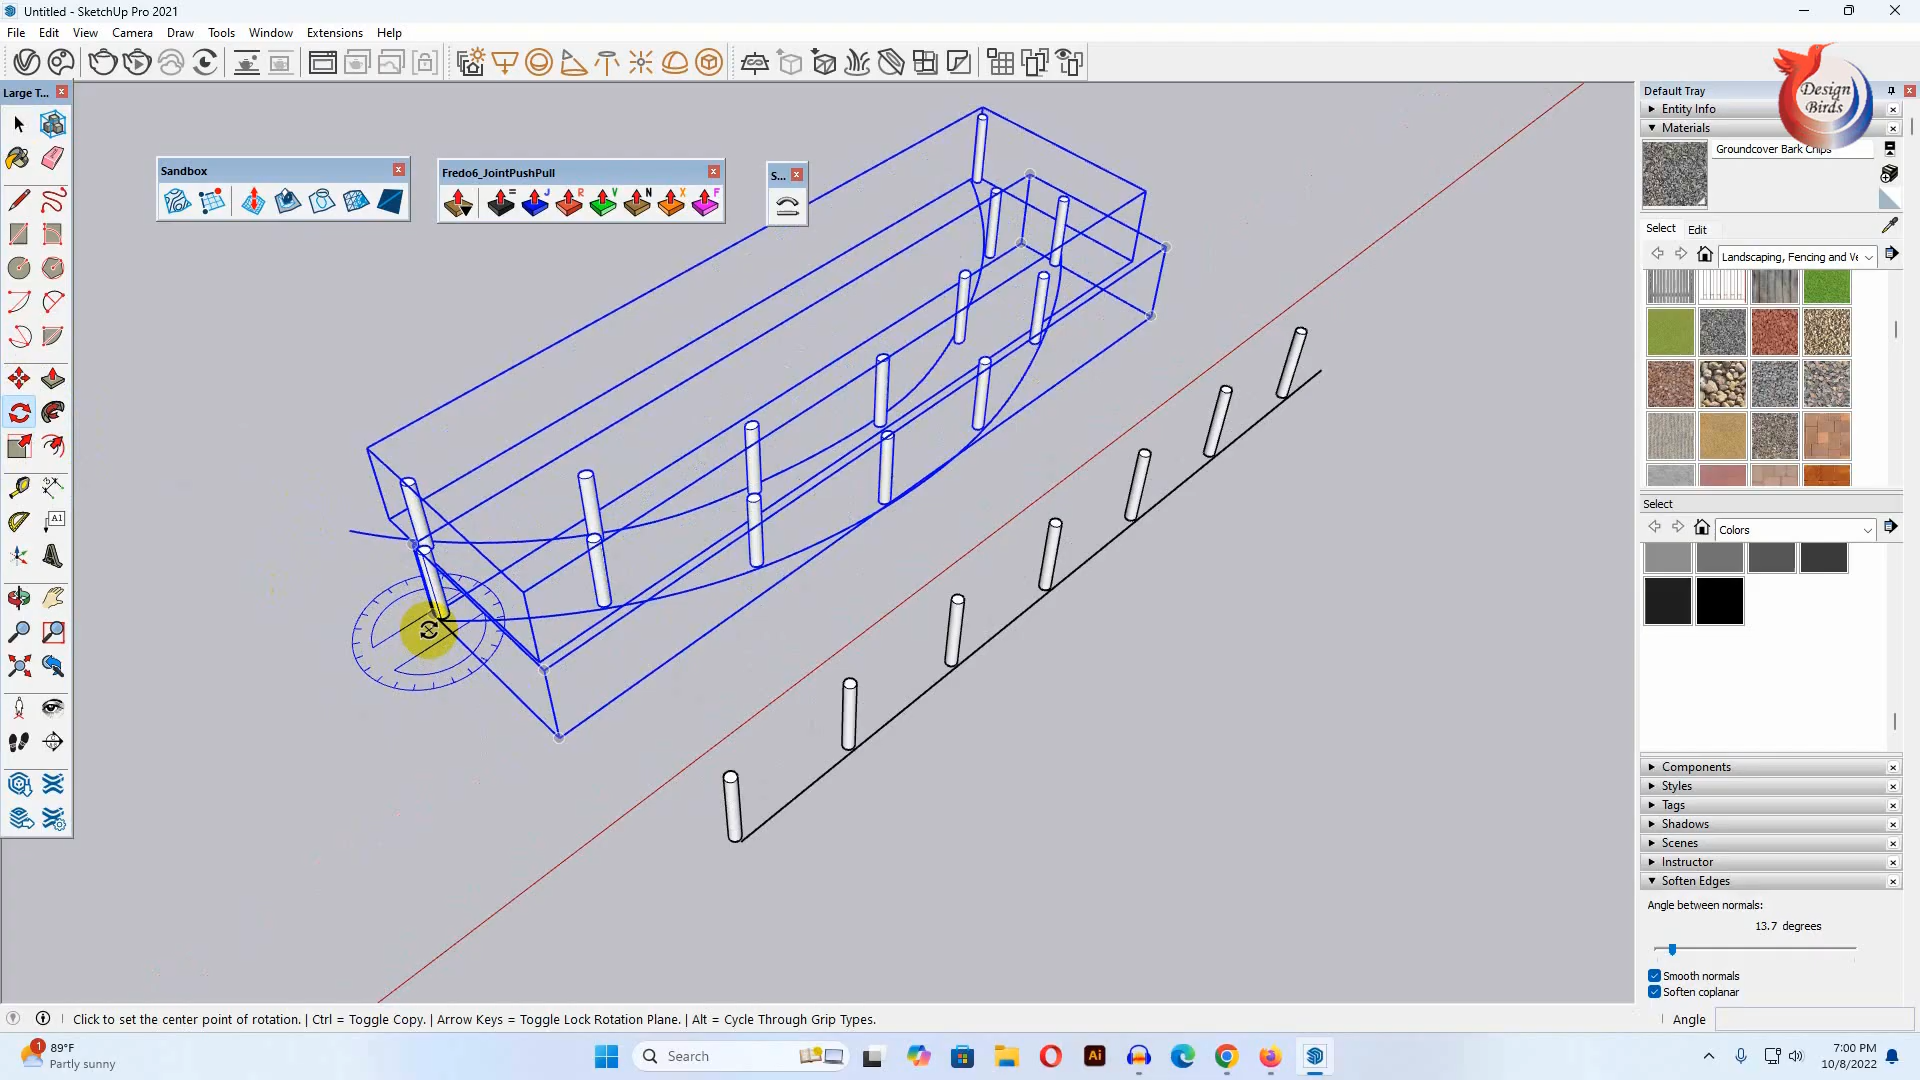 Untitled - SketchUp Pro 2021
File Edit View Camera Draw Tools Window Extensions Help
Large T...
Default Tray
Design
Birds
Entity Info
Materials
Groundcover Bark Chips
Sandbox
Fredo6_JointPushPull
S...
= J R V N X F
Select Edit
Landscaping, Fencing and Ve
A1
Select
Colors
Components
Styles
Tags
Shadows
Scenes
Instructor
Soften Edges
Angle between normals:
13.7 degrees
Smooth normals
Soften coplanar
Click to set the center point of rotation. | Ctrl = Toggle Copy. | Arrow Keys = Toggle Lock Rotation Plane. | Alt = Cycle Through Grip Types.
Angle
1
89°F
Partly sunny
Search
Ai
7:00 PM
10/8/2022